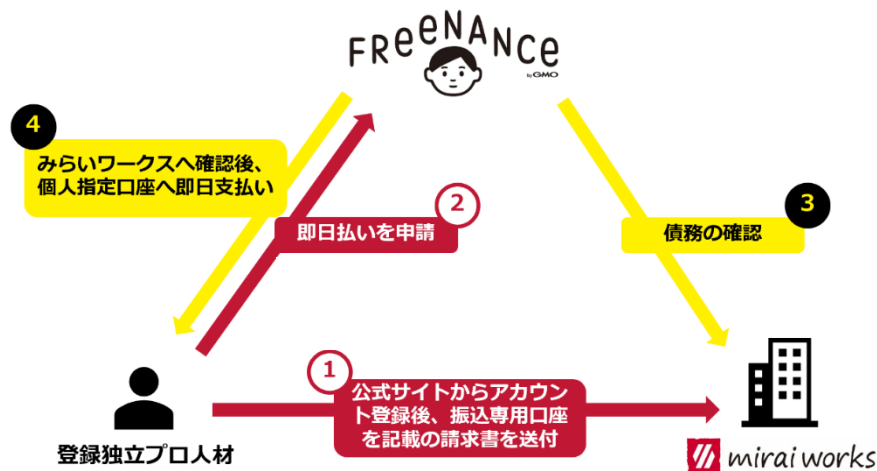 FReeNANCe
by GMO
4
みらいワークスへ確認後、
個人指定口座へ即日支払い
2
即日払いを申請
3
債務の確認
1
公式サイトからアカウン
ト登録後、振込専用口座
を記載の請求書を送付
登録独立プロ人材
mirai works